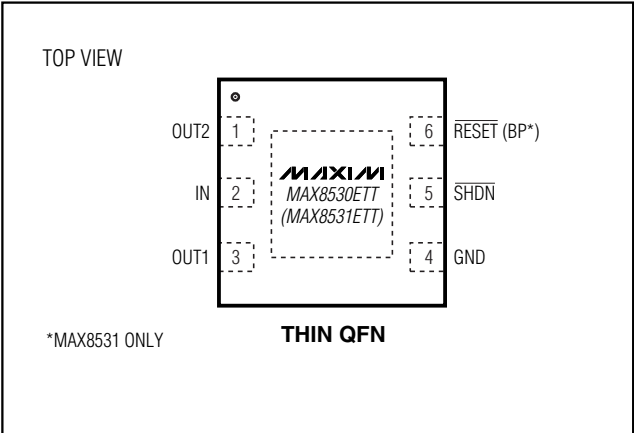 TOP VIEW
OUT2 1
6 RESET (BP*)
MAXIM
IN 2
MAX8530ETT
5 SHDN
(MAX8531ETT)
OUT1 3
4 GND
*MAX8531 ONLY
THIN QFN